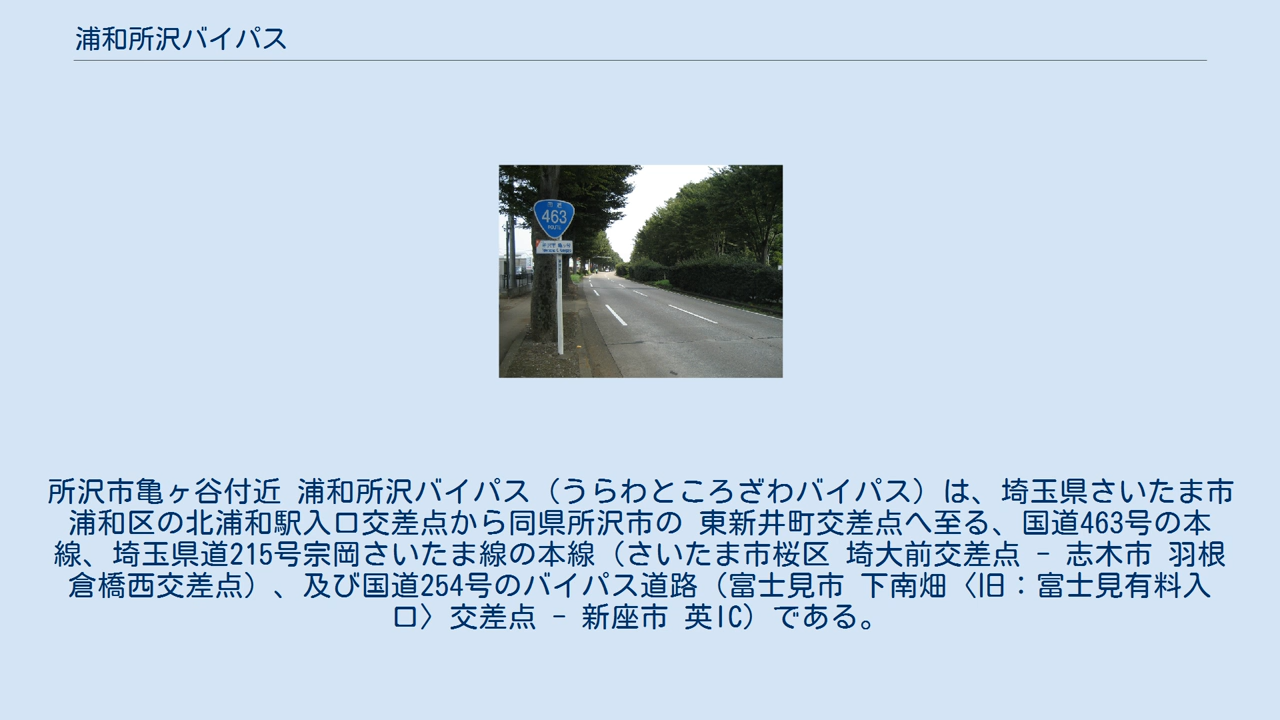 浦和所沢バイパス
463
ROUTE
所沢市亀ヶ谷付近 浦和所沢バイパス（うらわところざわバイパス）は、埼玉県さいたま市
浦和区の北浦和駅入口交差点から同県所沢市の 東新井町交差点へ至る、国道463号の本
線、埼玉県道215号宗岡さいたま線の本線（さいたま市桜区 埼大前交差点 - 志木市 羽根
倉橋西交差点）、及び国道254号のバイパス道路（富士見市 下南畑〈旧：富士見有料入
口〉交差点 - 新座市 英IC）である。